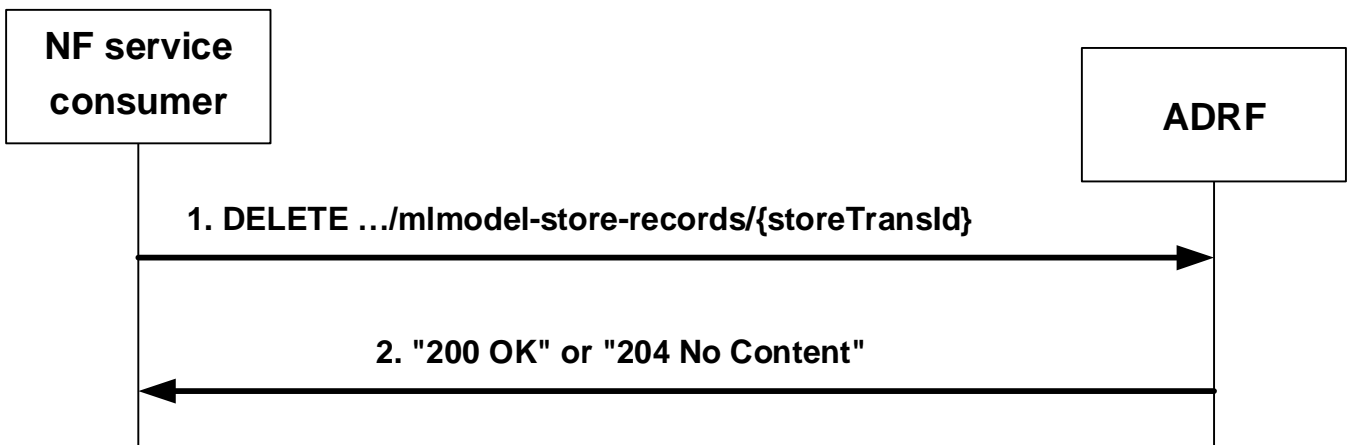 NF service
consumer
ADRF
1. DELETE …/mlmodel-store-records/{storeTransId}
2. "200 OK" or "204 No Content"